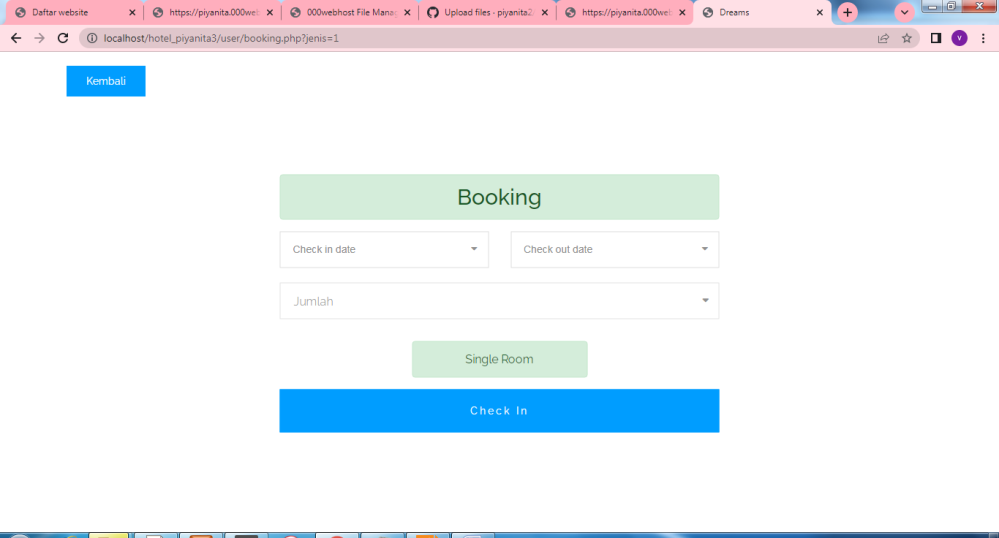 Daftar website
https://piyanita.000web
000webhost File Manag
Upload files - piyanita2
https://piyanita.000web
Dreams
localhost/hotel_piyanita3/user/booking.php?jenis=1
V
Kembali
Booking
Check in date
Check out date
Jumlah
Single Room
Check In